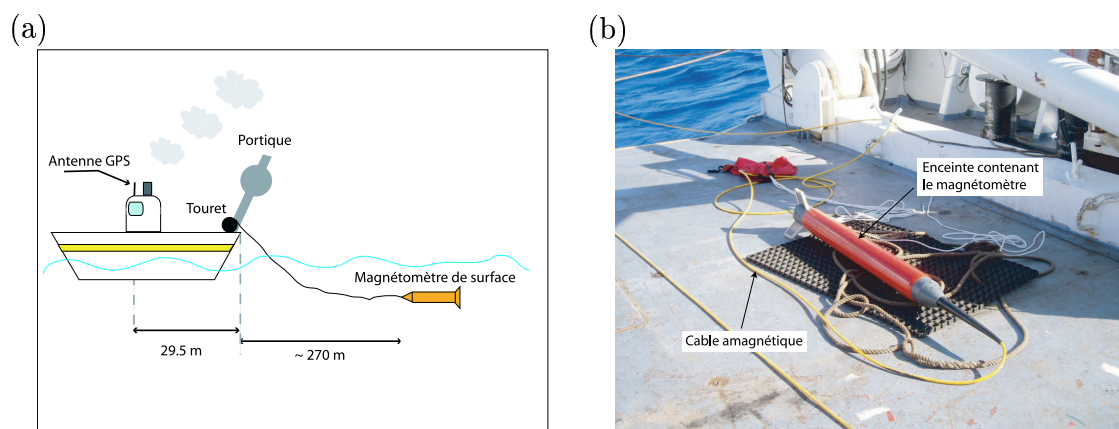 (a)
Portique
Antenne GPS
Touret
Magnétomètre de surface
29.5 m
~ 270 m
(b)
Enceinte contenant
le magnétomètre
Cable amagnétique